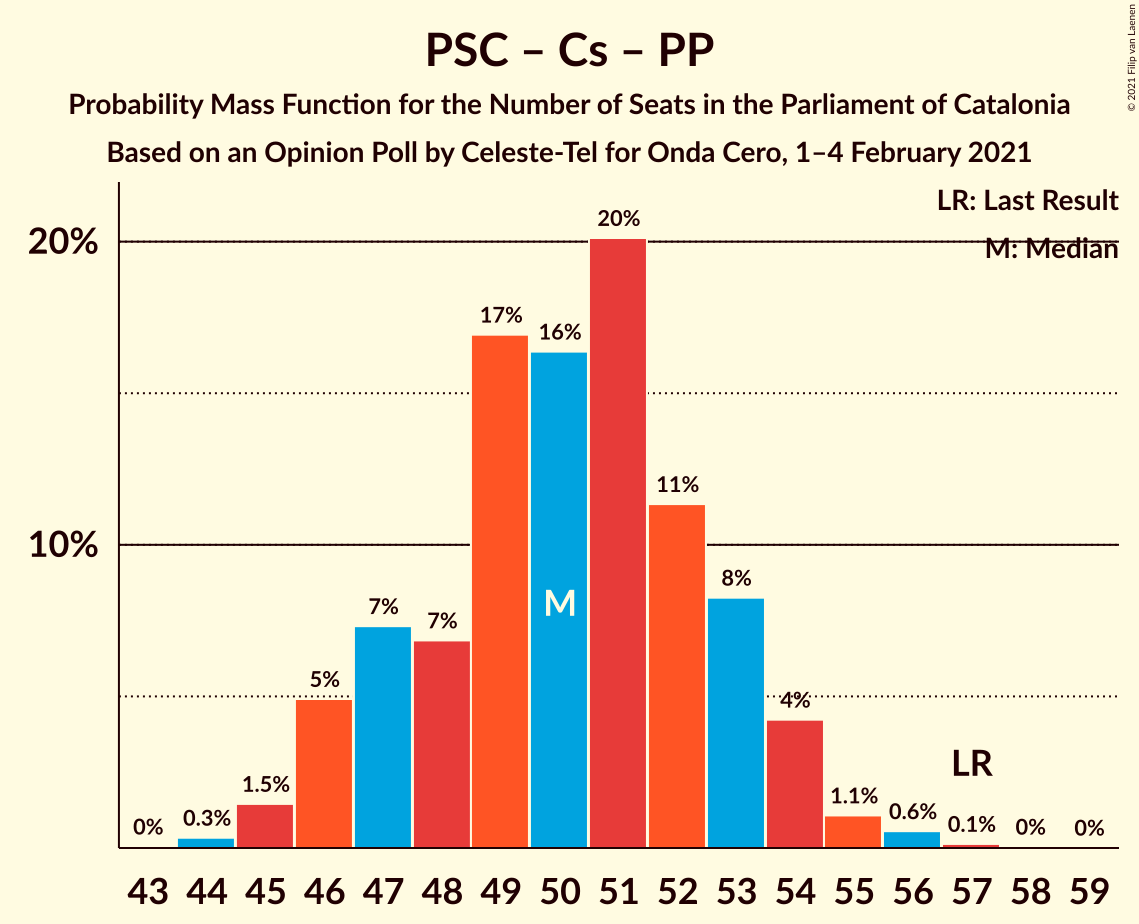 PSC – Cs – PP
Probability Mass Function for the Number of Seats in the Parliament of Catalonia
Based on an Opinion Poll by Celeste-Tel for Onda Cero, 1–4 February 2021
© 2021 Filip van Laenen
LR: Last Result
M: Median
20%
10%
0%
0.3%
1.5%
5%
7%
7%
17%
16%
20%
11%
8%
4%
1.1%
0.6%
0.1%
0%
0%
M
LR
43 44 45 46 47 48 49 50 51 52 53 54 55 56 57 58 59